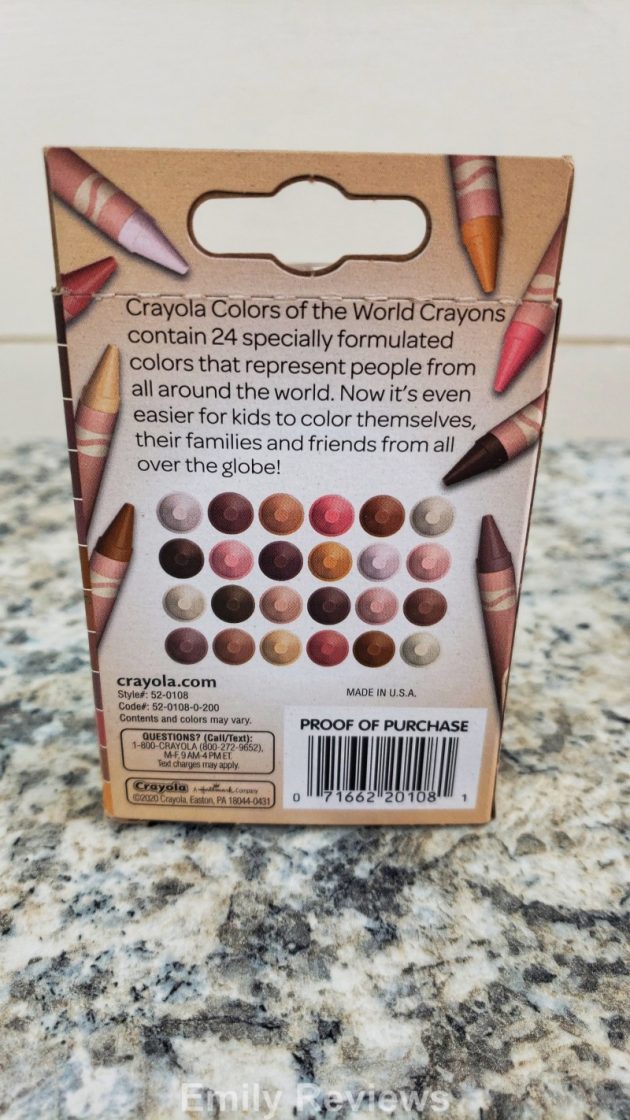 Crayola Colors of the World Crayons
contain 24 specially formulated
colors that represent people from
all around the world. Now it's even
easier for kids to color themselves,
their families and friends from all
over the globe!
crayola.com
Style#: 52-0108
Code#: 52-0108-0-200
Contents and colors may vary.
MADE IN U.S.A.
QUESTIONS? (Call/Text):
1-800-CRAYOLA (800-272-9652),
M-F, 9 AM-4 PM ET.
Text charges may apply.
Crayola A Hallmark Company
©2020 Crayola, Easton, PA 18044-0431
PROOF OF PURCHASE
0 71662 20108 1
Emily Reviews